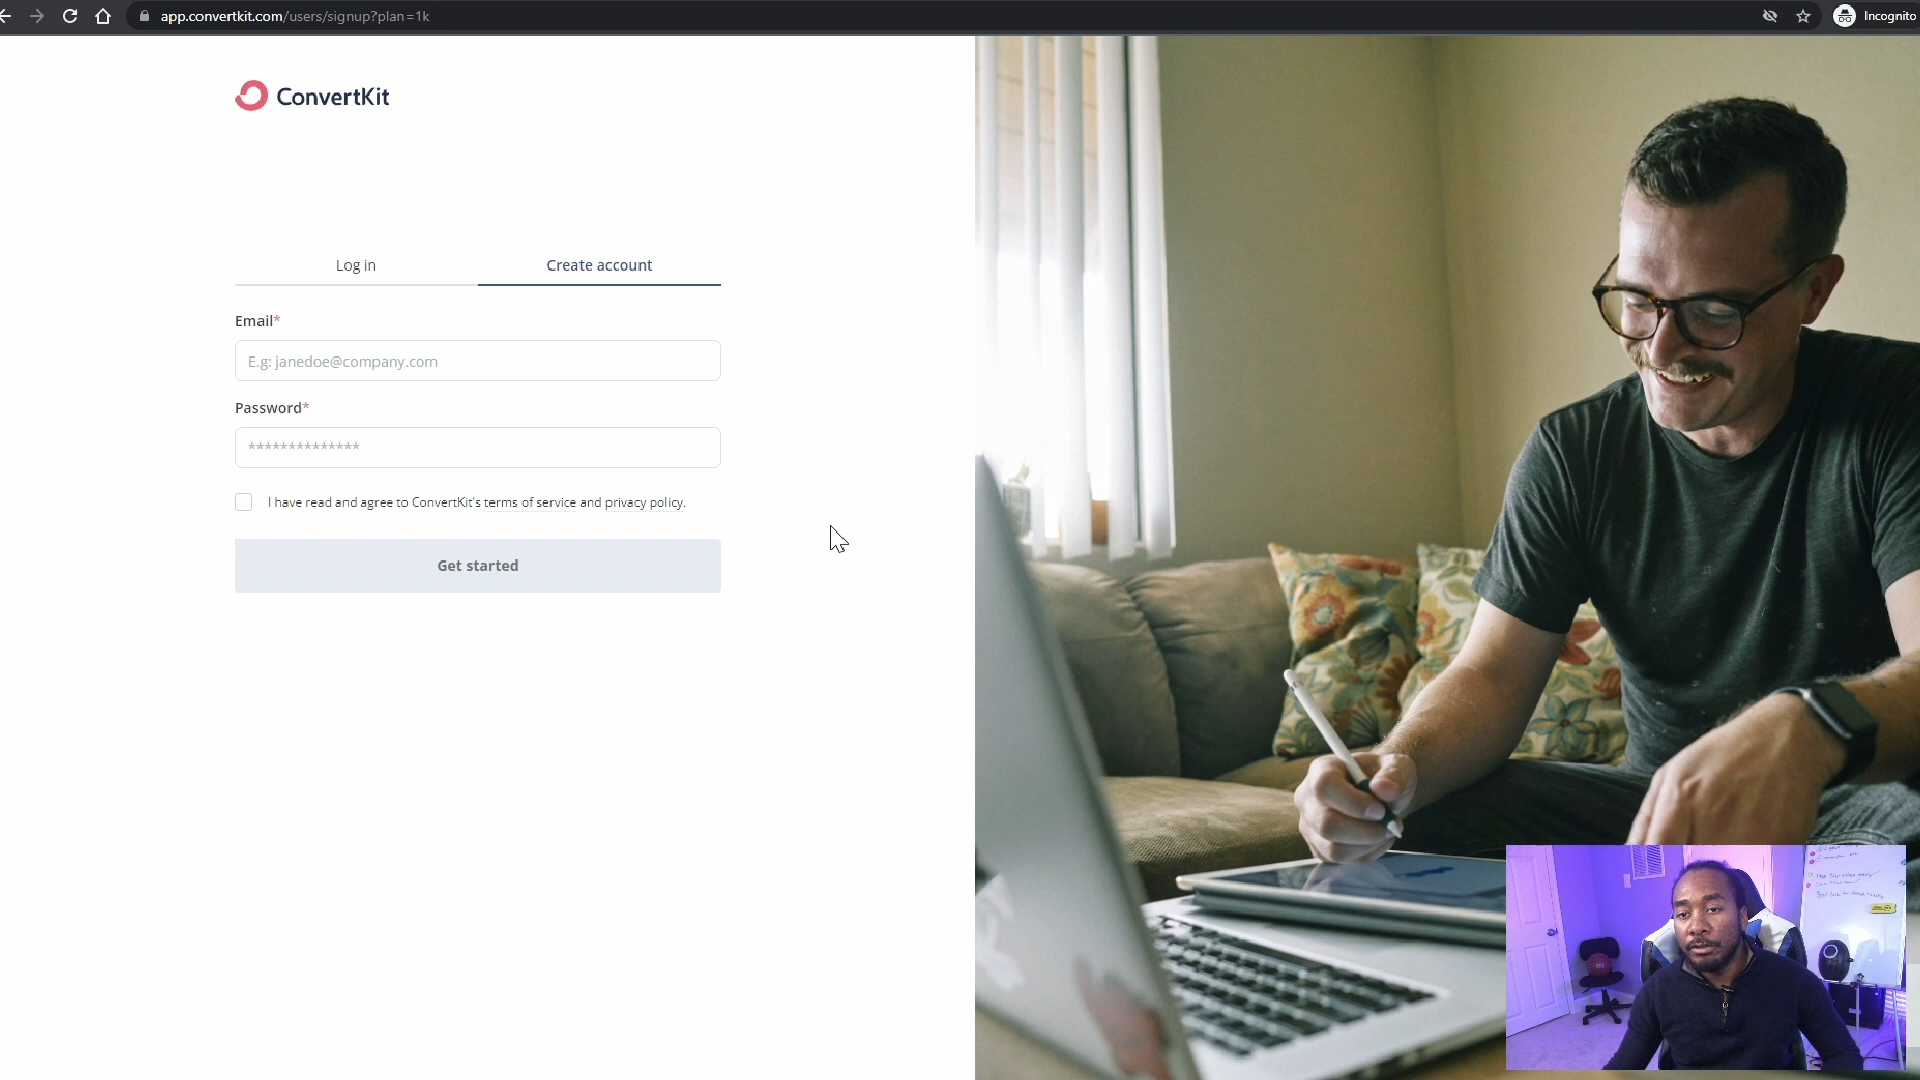 app.convertkit.com/users/signup?plan=1k
Incognito
ConvertKit
Log in
Create account
Email*
E.g: janedoe@company.com
Password*
**************
I have read and agree to ConvertKit's terms of service and privacy policy.
Get started